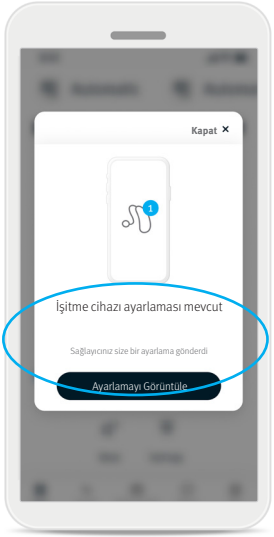 Kapat ×
1
İşitme cihazı ayarlaması mevcut
Sağlayıcınız size bir ayarlama gönderdi
Ayarlamayı Görüntüle